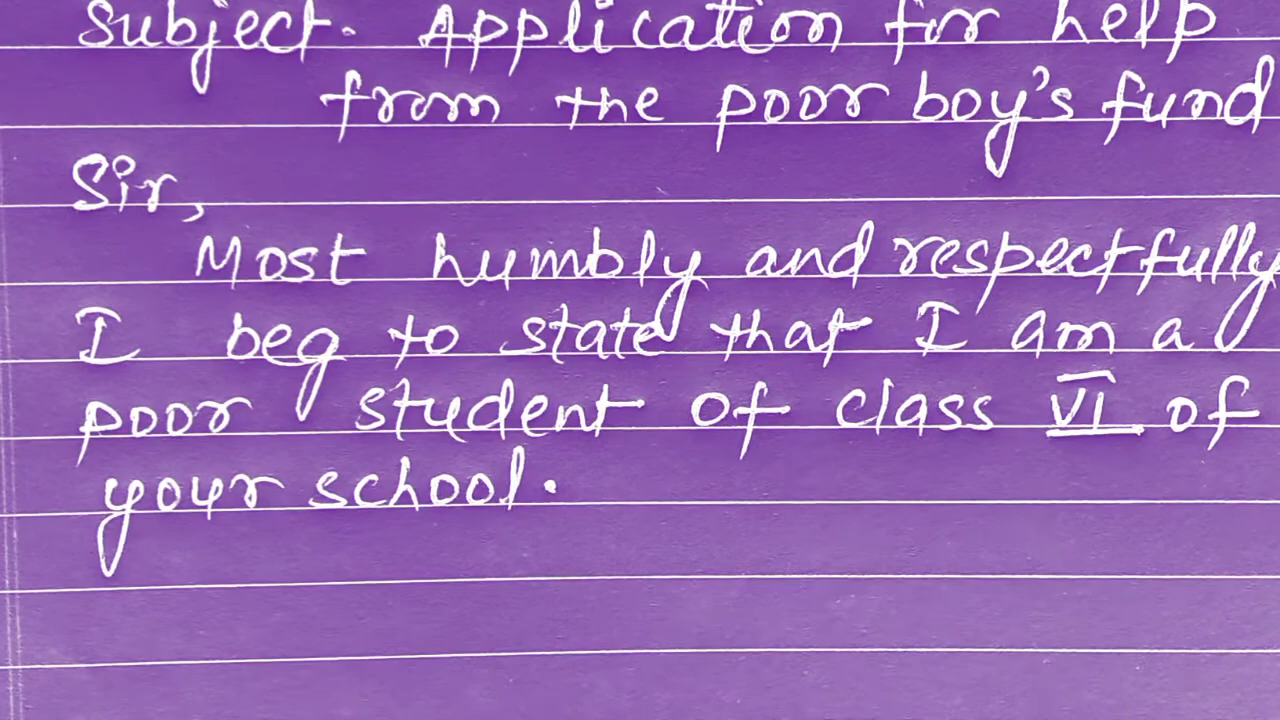 Subject. Application for help
from the poor boy's fund
Sir,
Most humbly and respectfully
I beg to state that I am a
poor student of class VI of
your school.